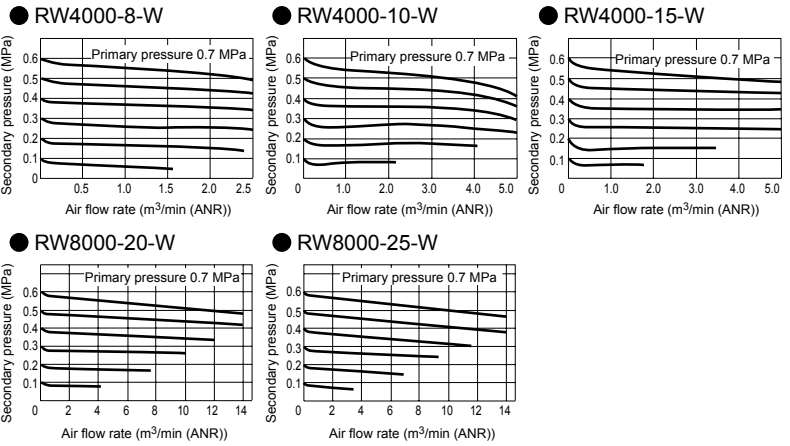 ● RW4000-8-W
Secondary pressure (MPa)
Primary pressure 0.7 MPa
0.6
0.5
0.4
0.3
0.2
0.1
0
0.5 1.0 1.5 2.0 2.5
Air flow rate (m³/min (ANR))
● RW4000-10-W
Secondary pressure (MPa)
Primary pressure 0.7 MPa
0.6
0.5
0.4
0.3
0.2
0.1
0 1.0 2.0 3.0 4.0 5.0
Air flow rate (m³/min (ANR))
● RW4000-15-W
Secondary pressure (MPa)
Primary pressure 0.7 MPa
0.6
0.5
0.4
0.3
0.2
0.1
0 1.0 2.0 3.0 4.0 5.0
Air flow rate (m³/min (ANR))
● RW8000-20-W
Secondary pressure (MPa)
Primary pressure 0.7 MPa
0.6
0.5
0.4
0.3
0.2
0.1
0 2 4 6 8 10 12 14
Air flow rate (m³/min (ANR))
● RW8000-25-W
Secondary pressure (MPa)
Primary pressure 0.7 MPa
0.6
0.5
0.4
0.3
0.2
0.1
0 2 4 6 8 10 12 14
Air flow rate (m³/min (ANR))